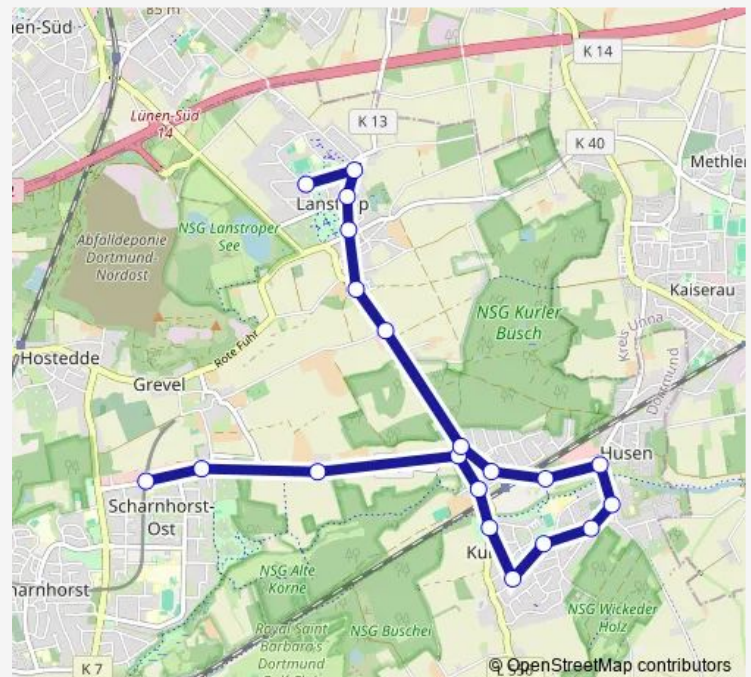 85 m
en-Süd
K 14
Lünen-Süd
14
K 13
K 40
Methler
Lanstrop
NSG Lanstroper
See
Abfalldeponie
Dortmund-
Nordost
Kaiserau
NSG Kurler
Busch
Kreis Unna
Dortmund
Rote Fuhr
Hostedde
Grevel
Husen
Scharnhorst-
Ost
Ku
NSG Alte
Körne
harnhorst
NSG Wickeder
Holz
Royal Saint
Barbara's
Dortmund
NSG Buschei
K 7
© OpenStreetMap contributors